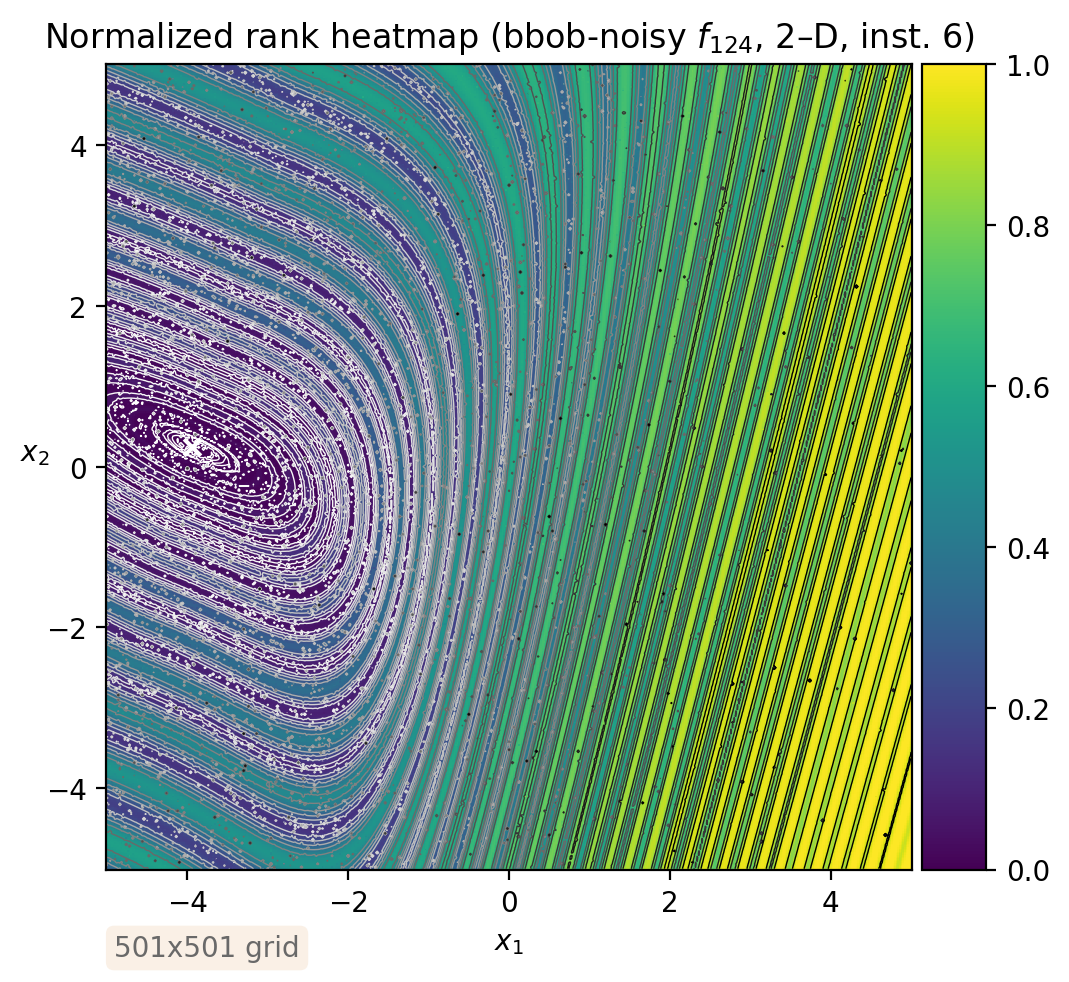 Normalized rank heatmap (bbob-noisy f₁₂₄, 2–D, inst. 6)
1.0
0.8
0.6
0.4
0.2
0.0
4
2
0
−2
−4
x₂
−4 −2 0 2 4
x₁
501x501 grid